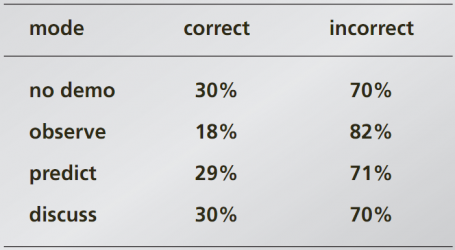 mode correct incorrect
no demo 30% 70%
observe 18% 82%
predict 29% 71%
discuss 30% 70%